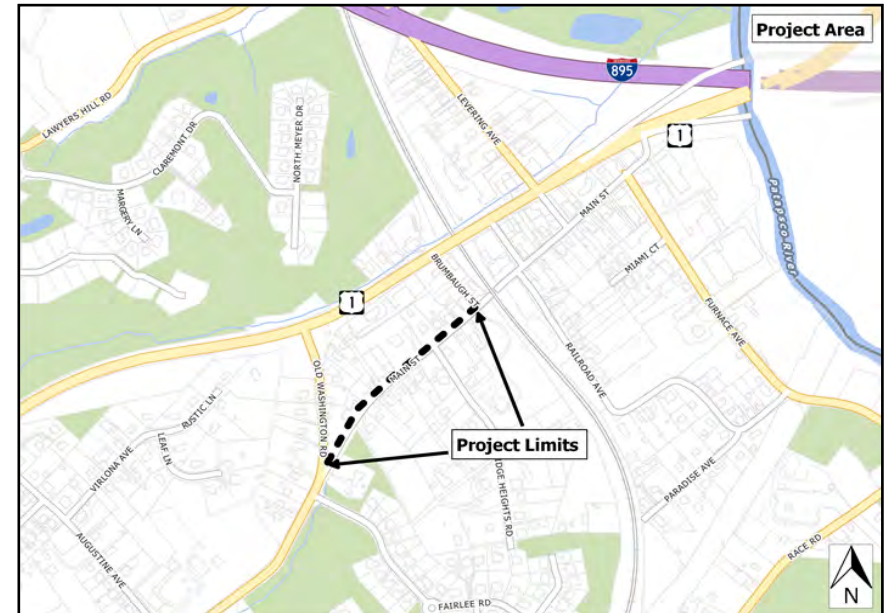 Project Area
895
LAWYERS HILL RD
CLAREMONT DR
NORTH MEYER DR
LEVERING AVE
1
MARGERY LN
MAIN ST
Patapsco River
MIAMI CT
BRUMBAUGH ST
1
FURNACE AVE
OLD WASHINGTON RD
MAIN ST
RAILROAD AVE
RUSTIC LN
VIRLONA AVE
LEAF LN
Project Limits
IDGE HEIGHTS RD
PARADISE AVE
AUGUSTINE AVE
RACE RD
FAIRLEE RD
N